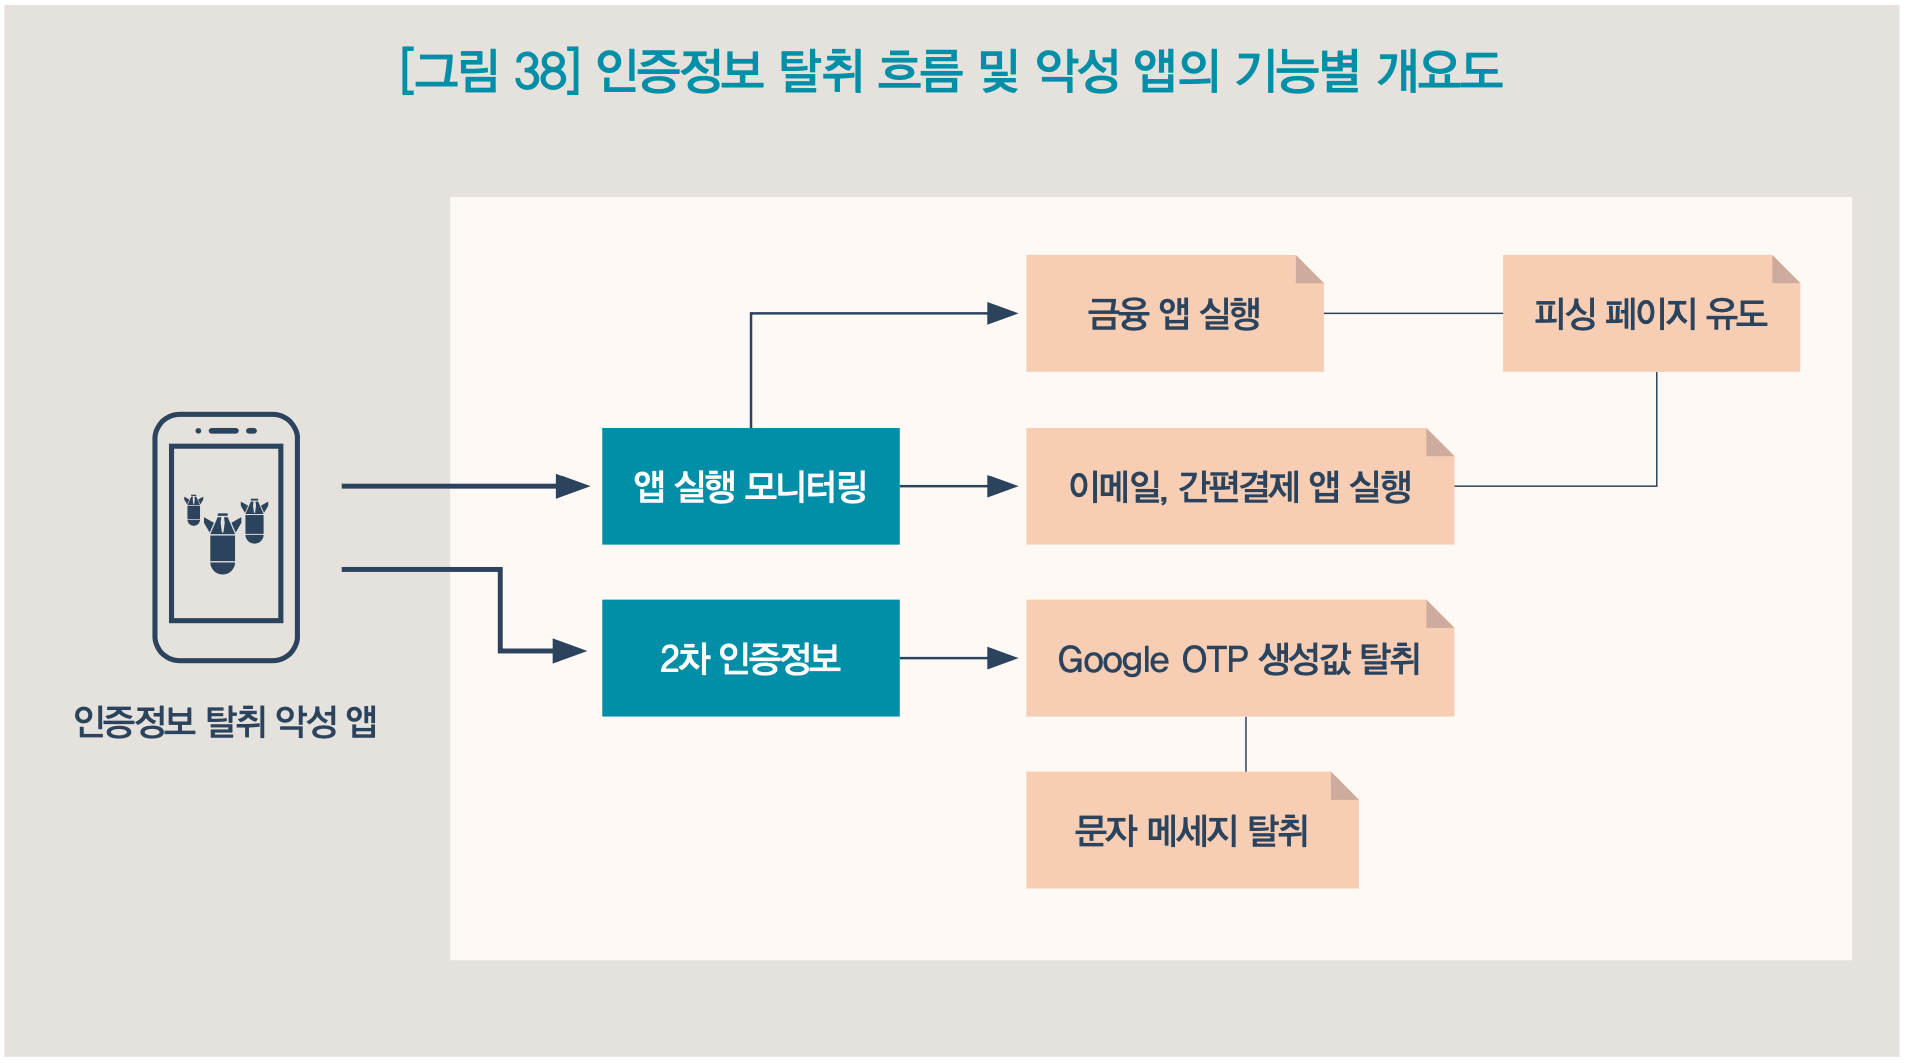 [그림 38] 인증정보 탈취 흐름 및 악성 앱의 기능별 개요도
금융 앱 실행
피싱 페이지 유도
앱 실행 모니터링
이메일, 간편결제 앱 실행
2차 인증정보
Google OTP 생성값 탈취
인증정보 탈취 악성 앱
문자 메세지 탈취